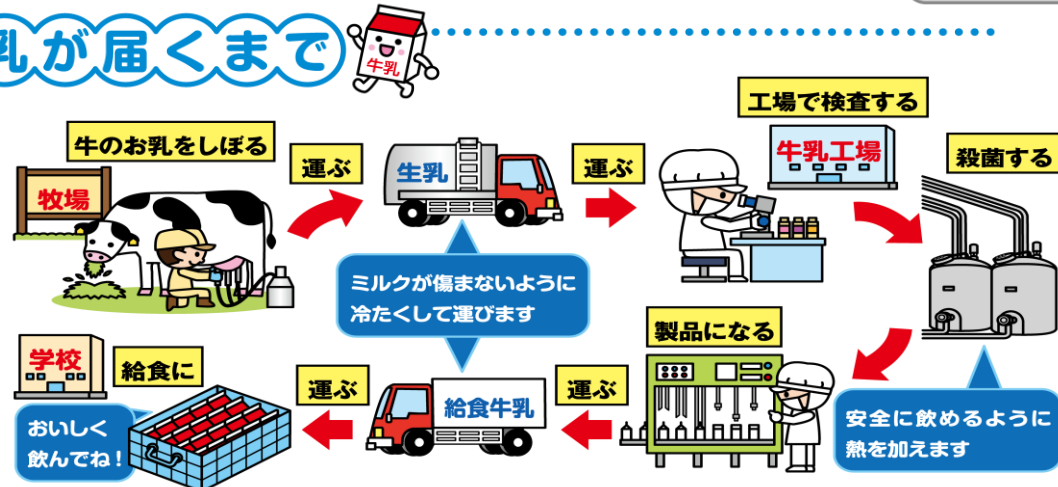 乳が届くまで
牛乳
牛のお乳をしぼる
牧場
運ぶ
生乳
運ぶ
工場で検査する
牛乳工場
殺菌する
ミルクが傷まないように
冷たくして運びます
安全に飲めるように
熱を加えます
製品になる
運ぶ
給食牛乳
運ぶ
給食に
学校
おいしく
飲んでね！